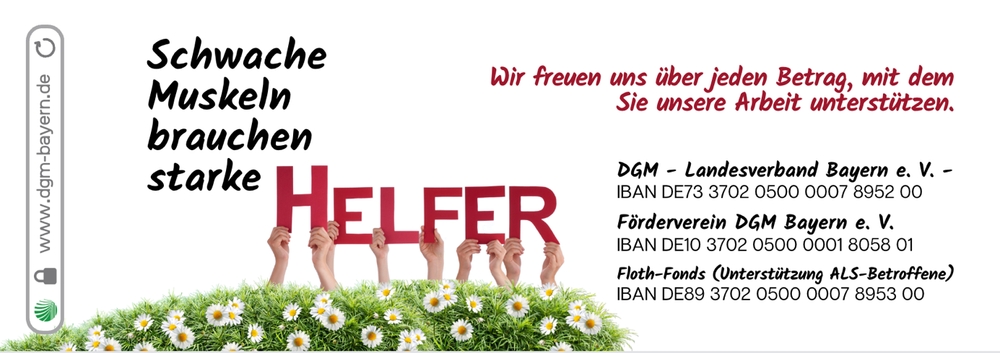 www.dgm-bayern.de
Schwache
Muskeln
brauchen
starke HELFER
Wir freuen uns über jeden Betrag, mit dem
Sie unsere Arbeit unterstützen.
DGM - Landesverband Bayern e. V. -
IBAN DE73 3702 0500 0007 8952 00
Förderverein DGM Bayern e. V.
IBAN DE10 3702 0500 0001 8058 01
Floth-Fonds (Unterstützung ALS-Betroffene)
IBAN DE89 3702 0500 0007 8953 00